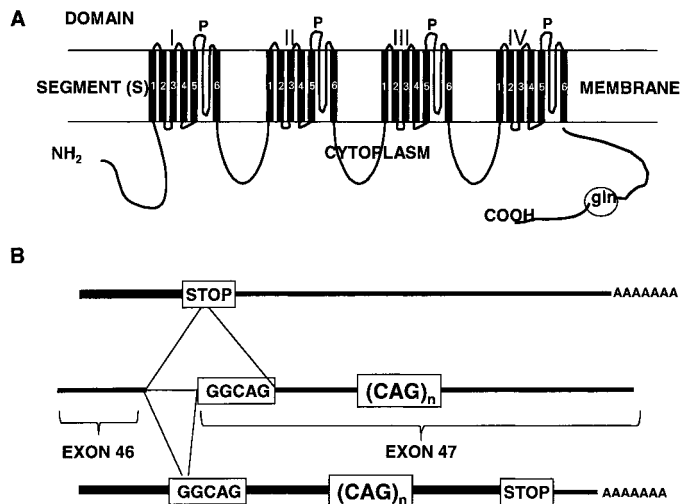 A
DOMAIN
I II III IV
P P P P
SEGMENT (S) 1 2 3 4 5 6 1 2 3 4 5 6 1 2 3 4 5 6 1 2 3 4 5 6 MEMBRANE
NH2 CYTOPLASM
gln
COOH
B
STOP AAAAAAA
GGCAG (CAG)n
EXON 46 EXON 47
GGCAG (CAG)n STOP AAAAAAA